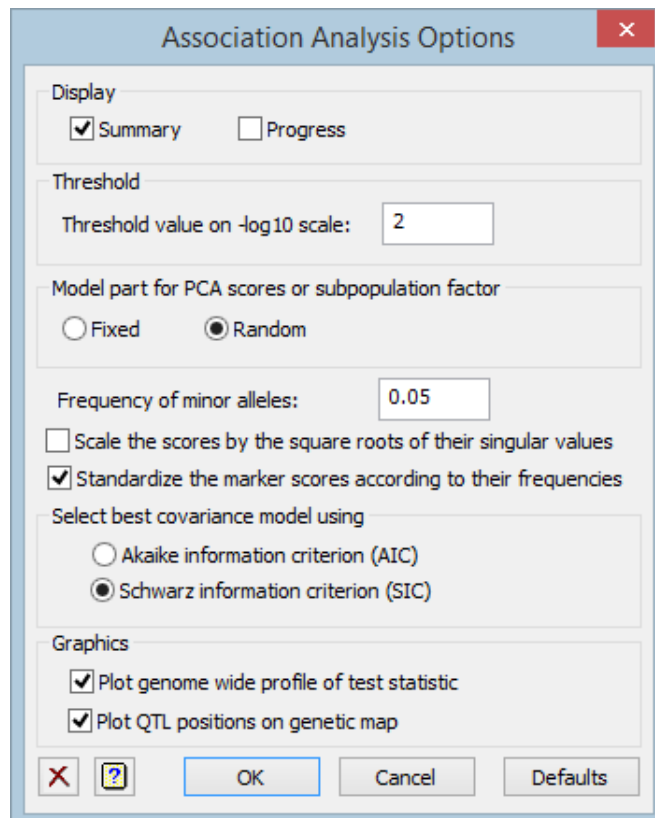 Association Analysis Options
Display
Summary Progress
Threshold
Threshold value on -log10 scale: 2
Model part for PCA scores or subpopulation factor
Fixed Random
Frequency of minor alleles: 0.05
Scale the scores by the square roots of their singular values
Standardize the marker scores according to their frequencies
Select best covariance model using
Akaike information criterion (AIC)
Schwarz information criterion (SIC)
Graphics
Plot genome wide profile of test statistic
Plot QTL positions on genetic map
OK Cancel Defaults